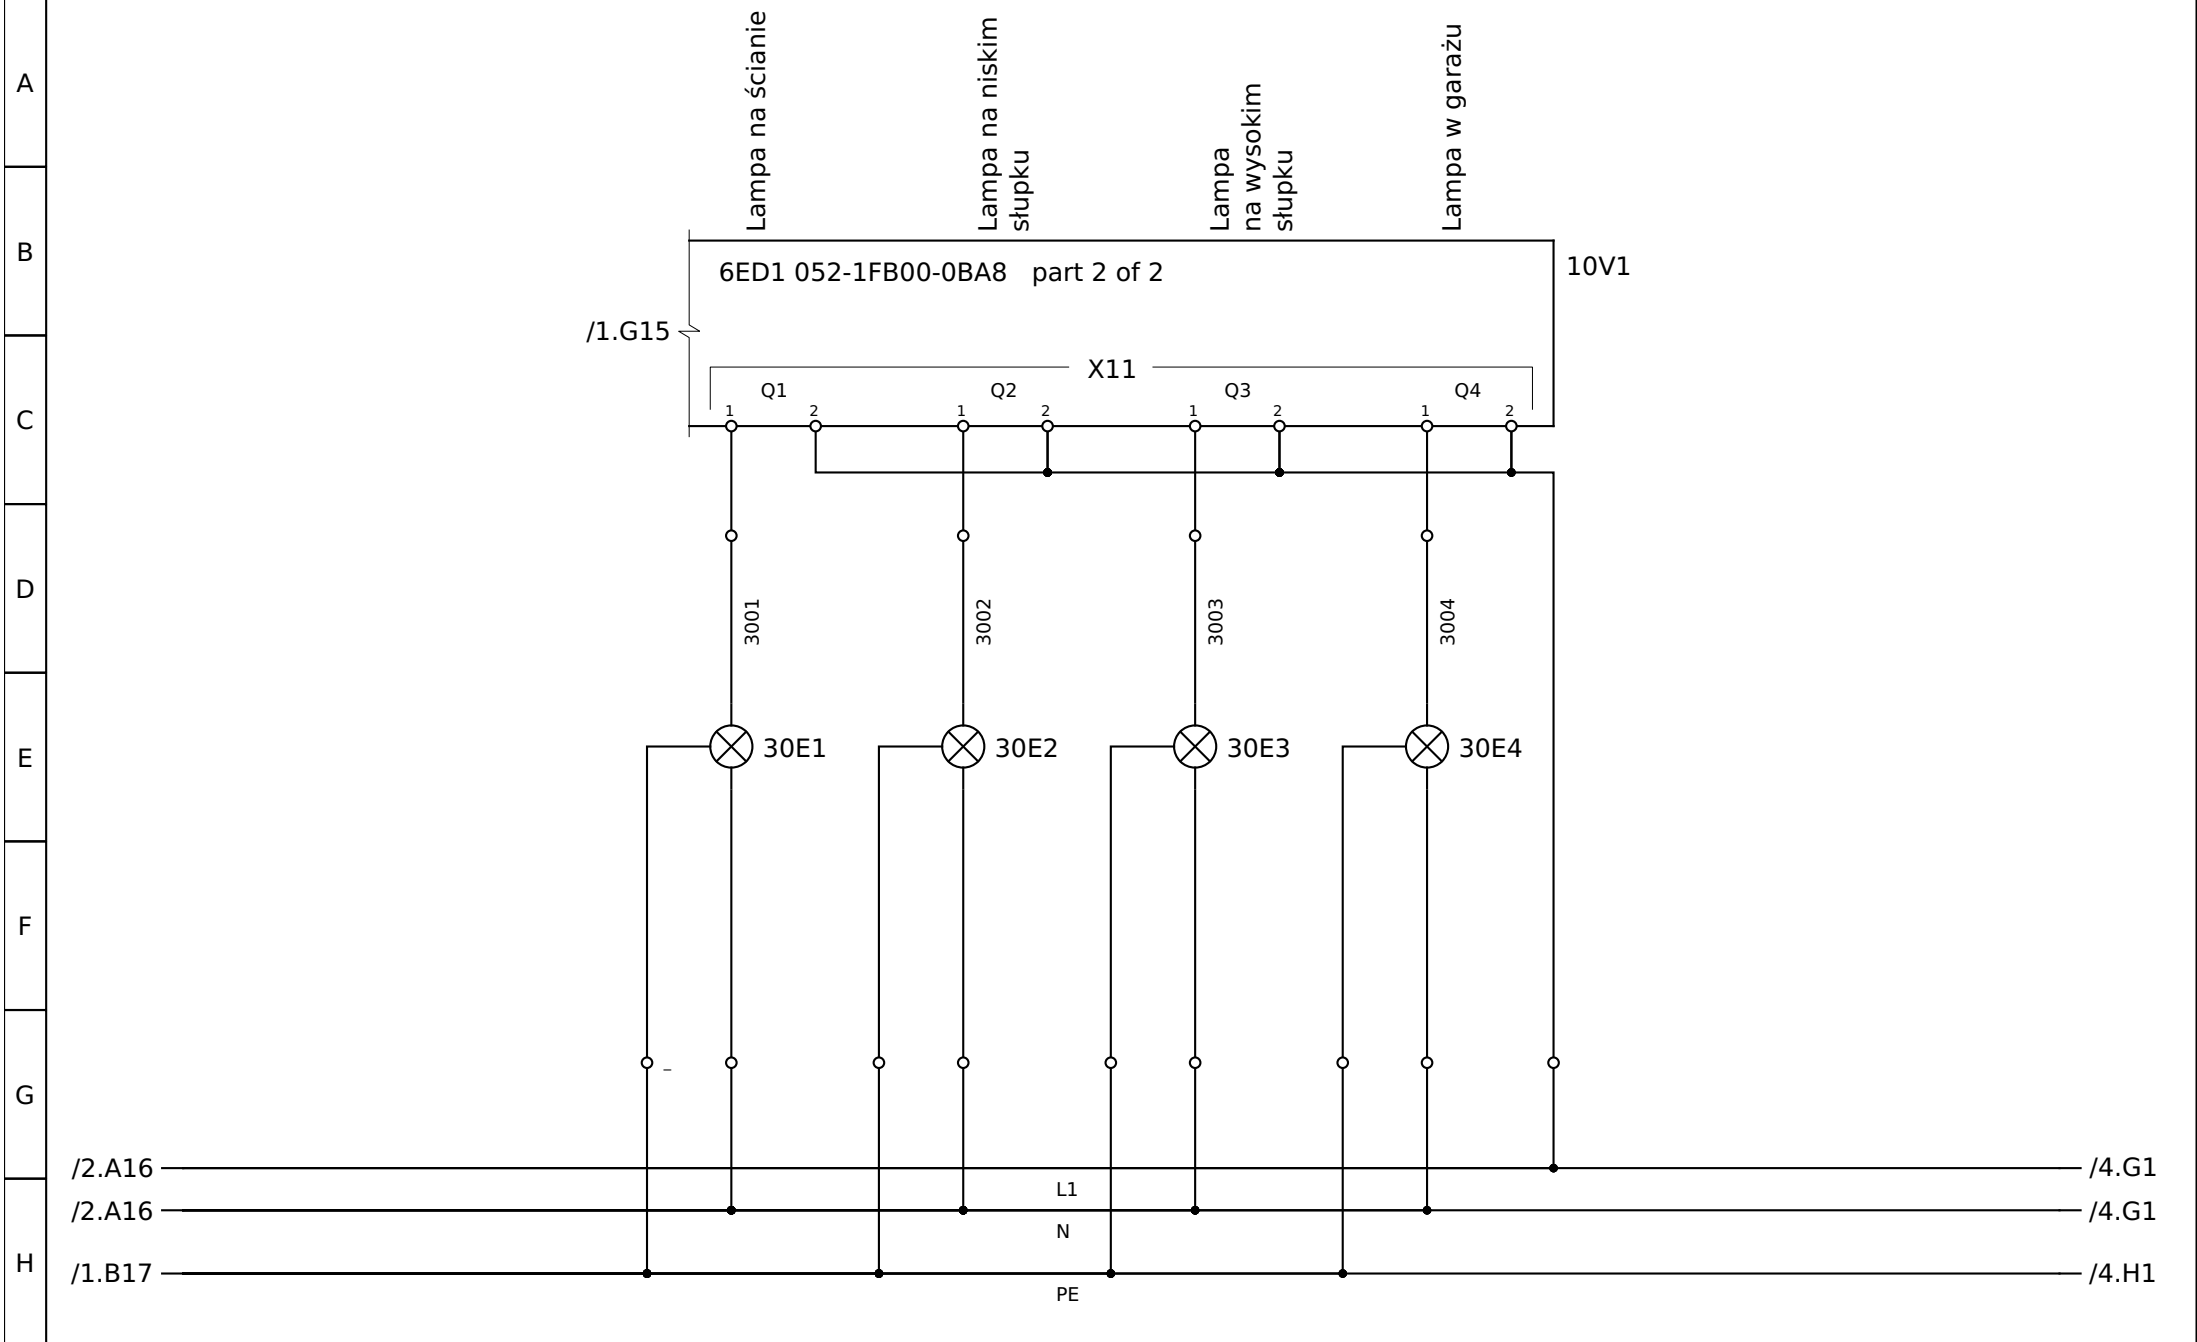 A
B
C
D
E
F
G
H
Lampa na ścianie
Lampa na niskim
słupku
Lampa
na wysokim
słupku
Lampa w garażu
6ED1 052-1FB00-0BA8 part 2 of 2
10V1
/1.G15
X11
Q1
Q2
Q3
Q4
1 2 1 2 1 2 1 2
3001
3002
3003
3004
30E1
30E2
30E3
30E4
_
/2.A16
/4.G1
L1
/2.A16
/4.G1
N
/1.B17
/4.H1
PE